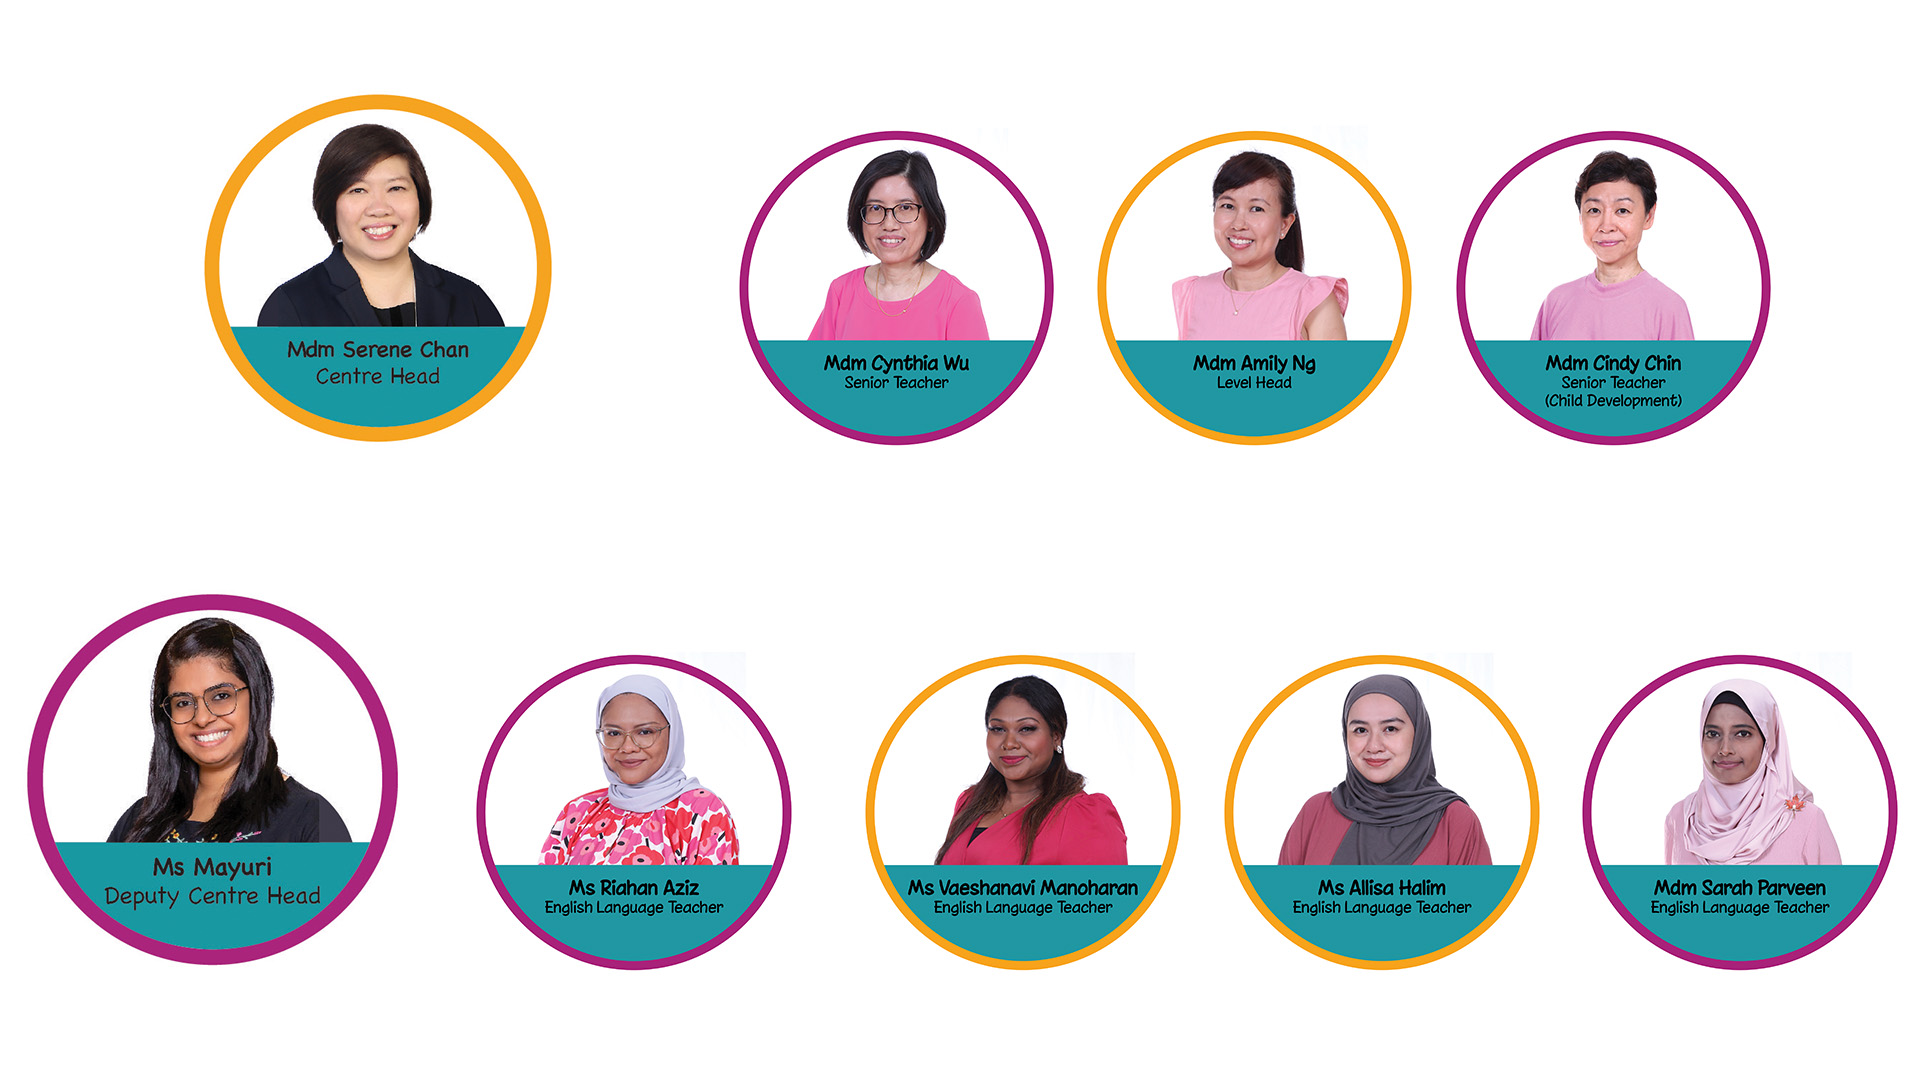 Mdm Serene Chan
Centre Head
Mdm Cynthia Wu
Senior Teacher
Mdm Amily Ng
Level Head
Mdm Cindy Chin
Senior Teacher
(Child Development)
Ms Mayuri
Deputy Centre Head
Ms Riahan Aziz
English Language Teacher
Ms Vaeshanavi Manoharan
English Language Teacher
Ms Allisa Halim
English Language Teacher
Mdm Sarah Parveen
English Language Teacher